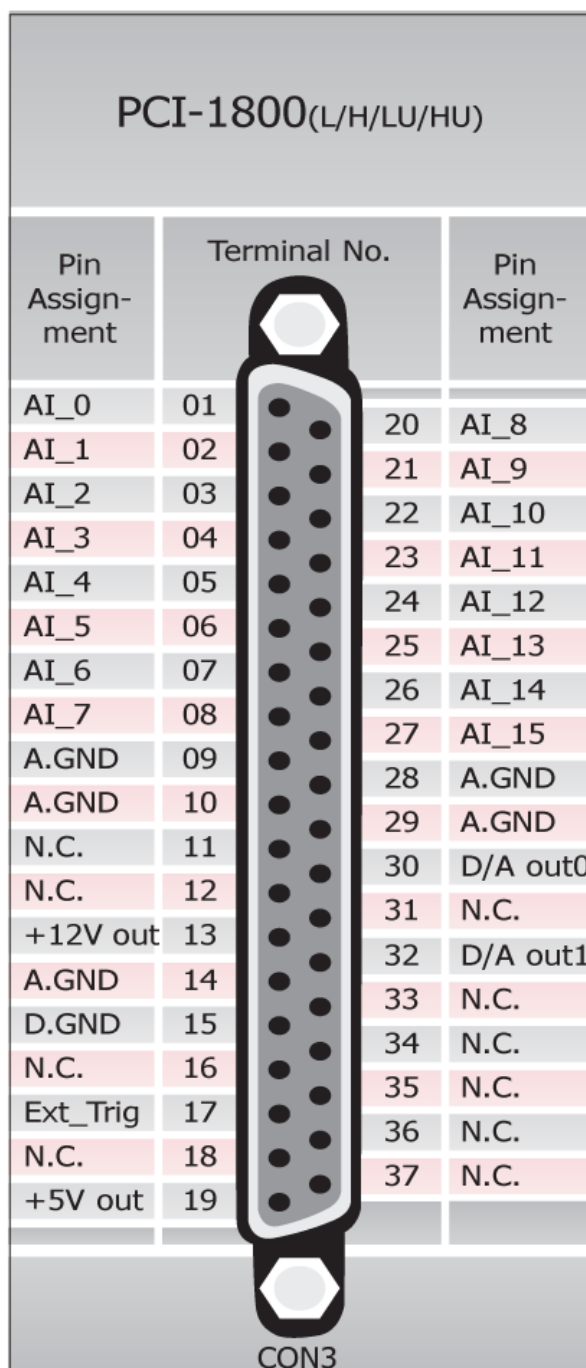 PCI-1800(L/H/LU/HU)
Pin Assign- ment Terminal No. Pin Assign- ment
AI_0 01
20 AI_8
AI_1 02
21 AI_9
AI_2 03
22 AI_10
AI_3 04
23 AI_11
AI_4 05
24 AI_12
AI_5 06
25 AI_13
AI_6 07
26 AI_14
AI_7 08
27 AI_15
A.GND 09
28 A.GND
A.GND 10
29 A.GND
N.C. 11
30 D/A out0
N.C. 12
31 N.C.
+12V out 13
32 D/A out1
A.GND 14
33 N.C.
D.GND 15
34 N.C.
N.C. 16
35 N.C.
Ext_Trig 17
36 N.C.
N.C. 18
37 N.C.
+5V out 19
CON3